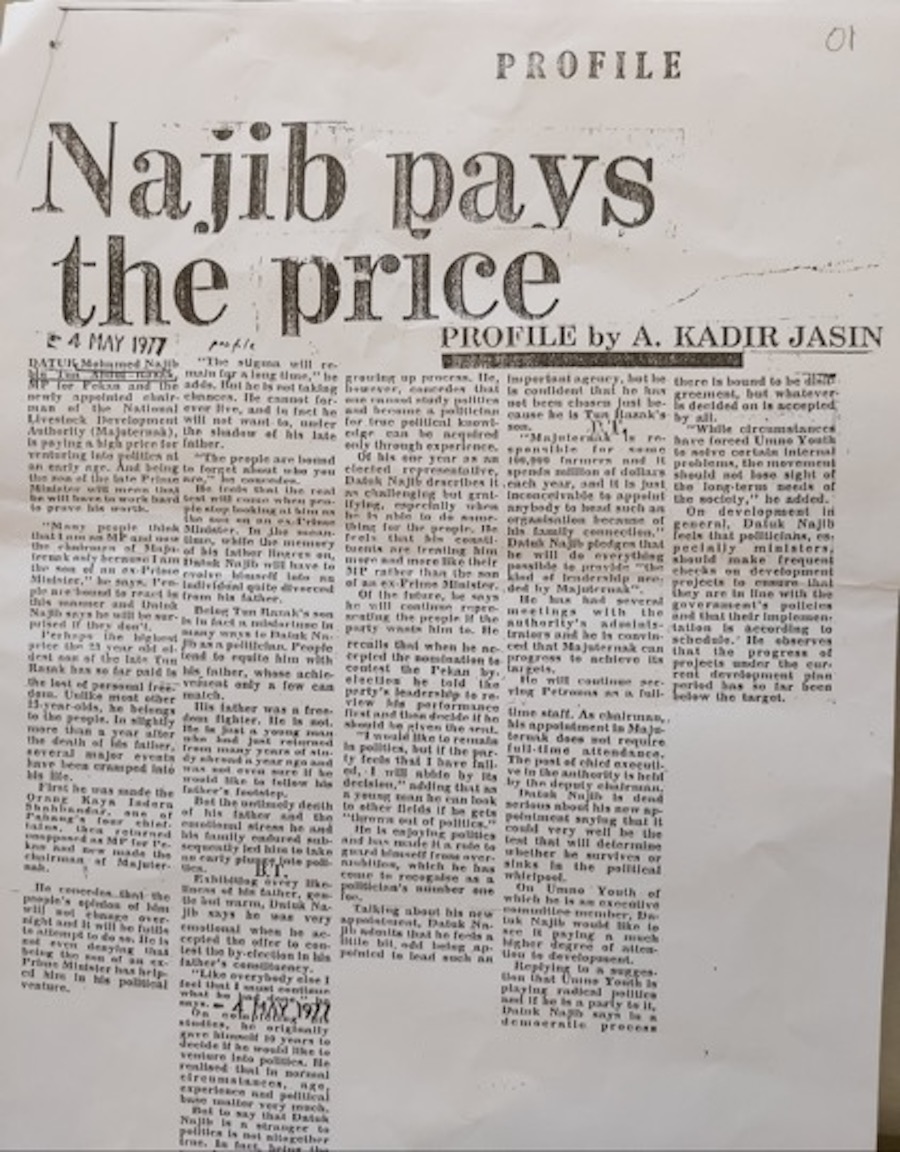 01
PROFILE
Najib pays
the price
- 4 MAY 1977
profile
PROFILE by A. KADIR JASIN
DATUK Mohamed Najib
bin Tun Abdul Razak,
MP for Pekan and the
newly appointed chair-
man of the National
Livestock Development
Authority (Majuternak),
is paying a high price for
venturing into politics at
an early age. And being
the son of the late Prime
Minister will mean that
he will have to work hard
to prove his worth.
"Many people think
that I am an MP and now
the chairman of Maju-
ternak only because I am
the son of an ex-Prime
Minister," he says. Peo-
ple are bound to react in
this manner and Datuk
Najib says he will be sur-
prised if they don't.
Perhaps the highest
price the 23 year old el-
dest son of the late Tun
Razak has so far paid is
the lost of personal free-
dom. Unlike most other
23-year-olds, he belongs
to the people. In slightly
more than a year after
the death of his father,
several major events
have been cramped into
his life.
First he was made the
Orang Kaya Indera
Shahbandar, one of
Pahang's four chief-
tains, then returned
unopposed as MP for Pe-
kan and now made the
chairman of Majuter-
nak.
He concedes that the
people's opinion of him
will not change over-
night and it will be futile
to attempt to do so. He is
not even denying that
being the son of an ex-
Prime Minister has help-
ed him in his political
venture.
"The stigma will re-
main for a long time," he
adds. But he is not taking
chances. He cannot for-
ever live, and in fact he
will not want to, under
the shadow of his late
father.
"The people are bound
to forget about who you
are," he concedes.
He feels that the real
test will come when peo-
ple stop looking at him as
the son of an ex-Prime
Minister. In the mean-
time, while the memory
of his father lingers on,
Datuk Najib will have to
evolve himself into an
individual quite divorced
from his father.
Being Tun Razak's son
is in fact a misfortune in
many ways to Datuk Na-
jib as a politician. People
tend to equate him with
his father, whose achie-
vement only a few can
match.
His father was a free-
dom fighter. He is not.
He is just a young man
who had just returned
from many years of stu-
dy abroad a year ago and
was not even sure if he
would like to follow his
father's footstep.
But the untimely death
of his father and the
emotional stress he and
his family endured sub-
sequently led him to take
an early plunge into poli-
tics.
Exhibiting every like-
liness of his father, gen-
tle but warm, Datuk Na-
jib says he was very
emotional when he ac-
cepted the offer to con-
test the by-election in his
father's constituency.
"Like everybody else I
feel that I must continue
what he had done," he
says.
- 4 MAY 1977
On completing his
studies, he originally
gave himself 10 years to
decide if he would like to
venture into politics. He
realised that in normal
circumstances, age,
experience and political
base matter very much.
But to say that Datuk
Najib is a stranger to
politics is not altogether
true. In fact, being the
growing up process. He,
however, concedes that
one cannot study politics
and become a politician
for true political knowl-
edge can be acquired
only through experience.
Of his one year as an
elected representative,
Datuk Najib describes it
as challenging but grat-
ifying, especially when
he is able to do some-
thing for the people. He
feels that his consti-
tuents are treating him
more and more like their
MP rather than the son
of an ex-Prime Minister.
Of the future, he says
he will continue repre-
senting the people if the
party wants him to. He
recalls that when he ac-
cepted the nomination to
contest the Pekan by-
election he told the
party's leadership to re-
view his performance
first and then decide if he
should be given the seat.
"I would like to remain
in politics, but if the par-
ty feels that I have fail-
ed, I will abide by its
decision," adding that as
a young man he can look
to other fields if he gets
"thrown out of politics."
He is enjoying politics
and has made it a rule to
guard himself from over-
ambition, which he has
come to recognise as a
politician's number one
foe.
Talking about his new
appointment, Datuk Na-
jib admits that he feels a
little bit, odd being ap-
pointed to lead such an
important agency, but he
is confident that he has
not been chosen just be-
cause he is Tun Razak's
son.
"Majuternak is re-
sponsible for some
100,000 farmers and it
spends million of dollars
each year, and it is just
inconceivable to appoint
anybody to head such an
organisation because of
his family connection."
Datuk Najib pledges that
he will do everything
possible to provide "the
kind of leadership nee-
ded by Majuternak".
He has had several
meetings with the
authority's adminis-
trators and he is convin-
ced that Majuternak can
progress to achieve its
targets.
He will continue ser-
ving Petronas as a full-
time staff. As chairman,
his appointment in Maju-
ternak does not require
full-time attendance.
The post of chief executi-
ve in the authority is held
by the deputy chairman.
Datuk Najib is dead
serious about his new ap-
pointment saying that it
could very well be the
test that will determine
whether he survives or
sinks in the political
whirlpool.
On Umno Youth of
which he is an executive
committee member, Da-
tuk Najib would like to
see it paying a much
higher degree of atten-
tion to development.
Replying to a sugges-
tion that Umno Youth is
playing radical politics
and if he is a party to it,
Datuk Najib says in a
democratic process
there is bound to be disa-
greement, but whatever
is decided on is accepted
by all.
"While circumstances
have forced Umno Youth
to solve certain internal
problems, the movement
should not lose sight of
the long-term needs of
the society," he added.
On development in
general, Datuk Najib
feels that politicians, es-
pecially ministers,
should make frequent
checks on development
projects to ensure that
they are in line with the
government's policies
and that their implemen-
tation is according to
schedule. He observes
that the progress of
projects under the cur-
rent development plan
period has so far been
below the target.